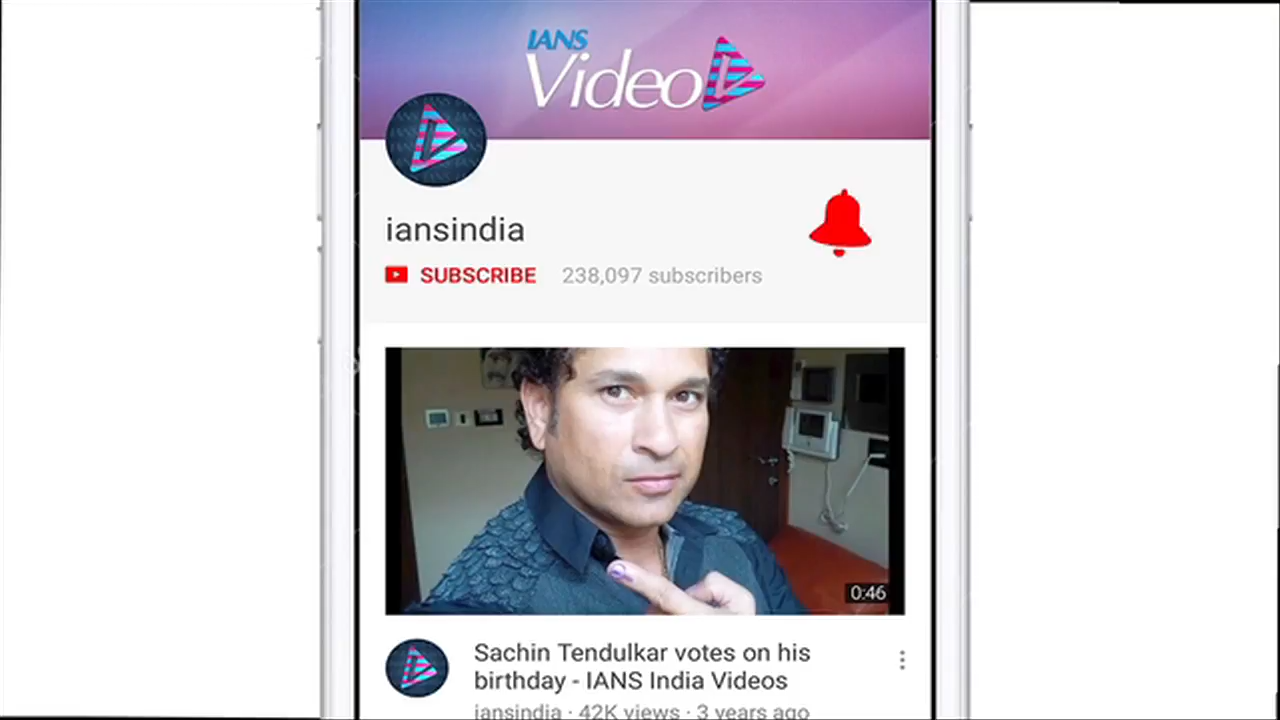 IANS
Video
iansindia
SUBSCRIBE 238,097 subscribers
0:46
Sachin Tendulkar votes on his
birthday - IANS India Videos
iansindia · 42K views · 3 years ago